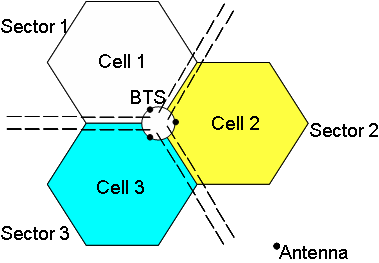 Sector 1
Cell 1
BTS
Cell 2
Sector 2
Cell 3
Sector 3
Antenna